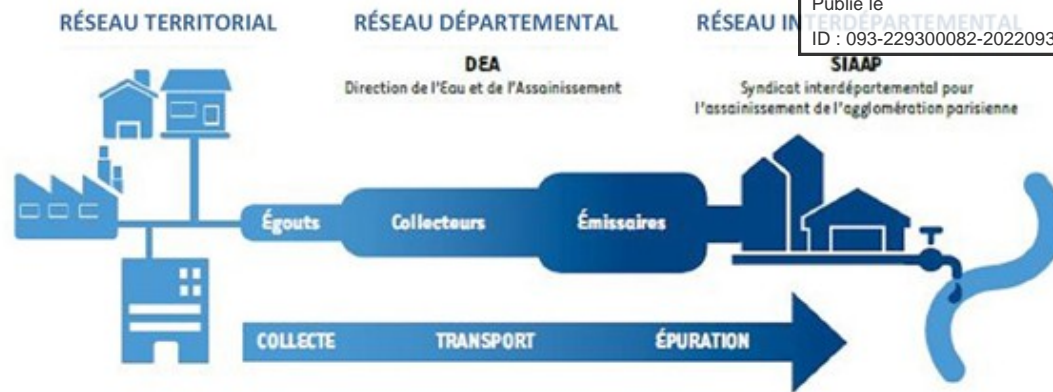 Publié le
ID : 093-229300082-2022093
RÉSEAU TERRITORIAL
RÉSEAU DÉPARTEMENTAL
RÉSEAU INTERDÉPARTEMENTAL
DEA
Direction de l'Eau et de l'Assainissement
SIAAP
Syndicat interdépartemental pour
l'assainissement de l'agglomération parisienne
Égouts
Collecteurs
Émissaires
COLLECTE
TRANSPORT
ÉPURATION